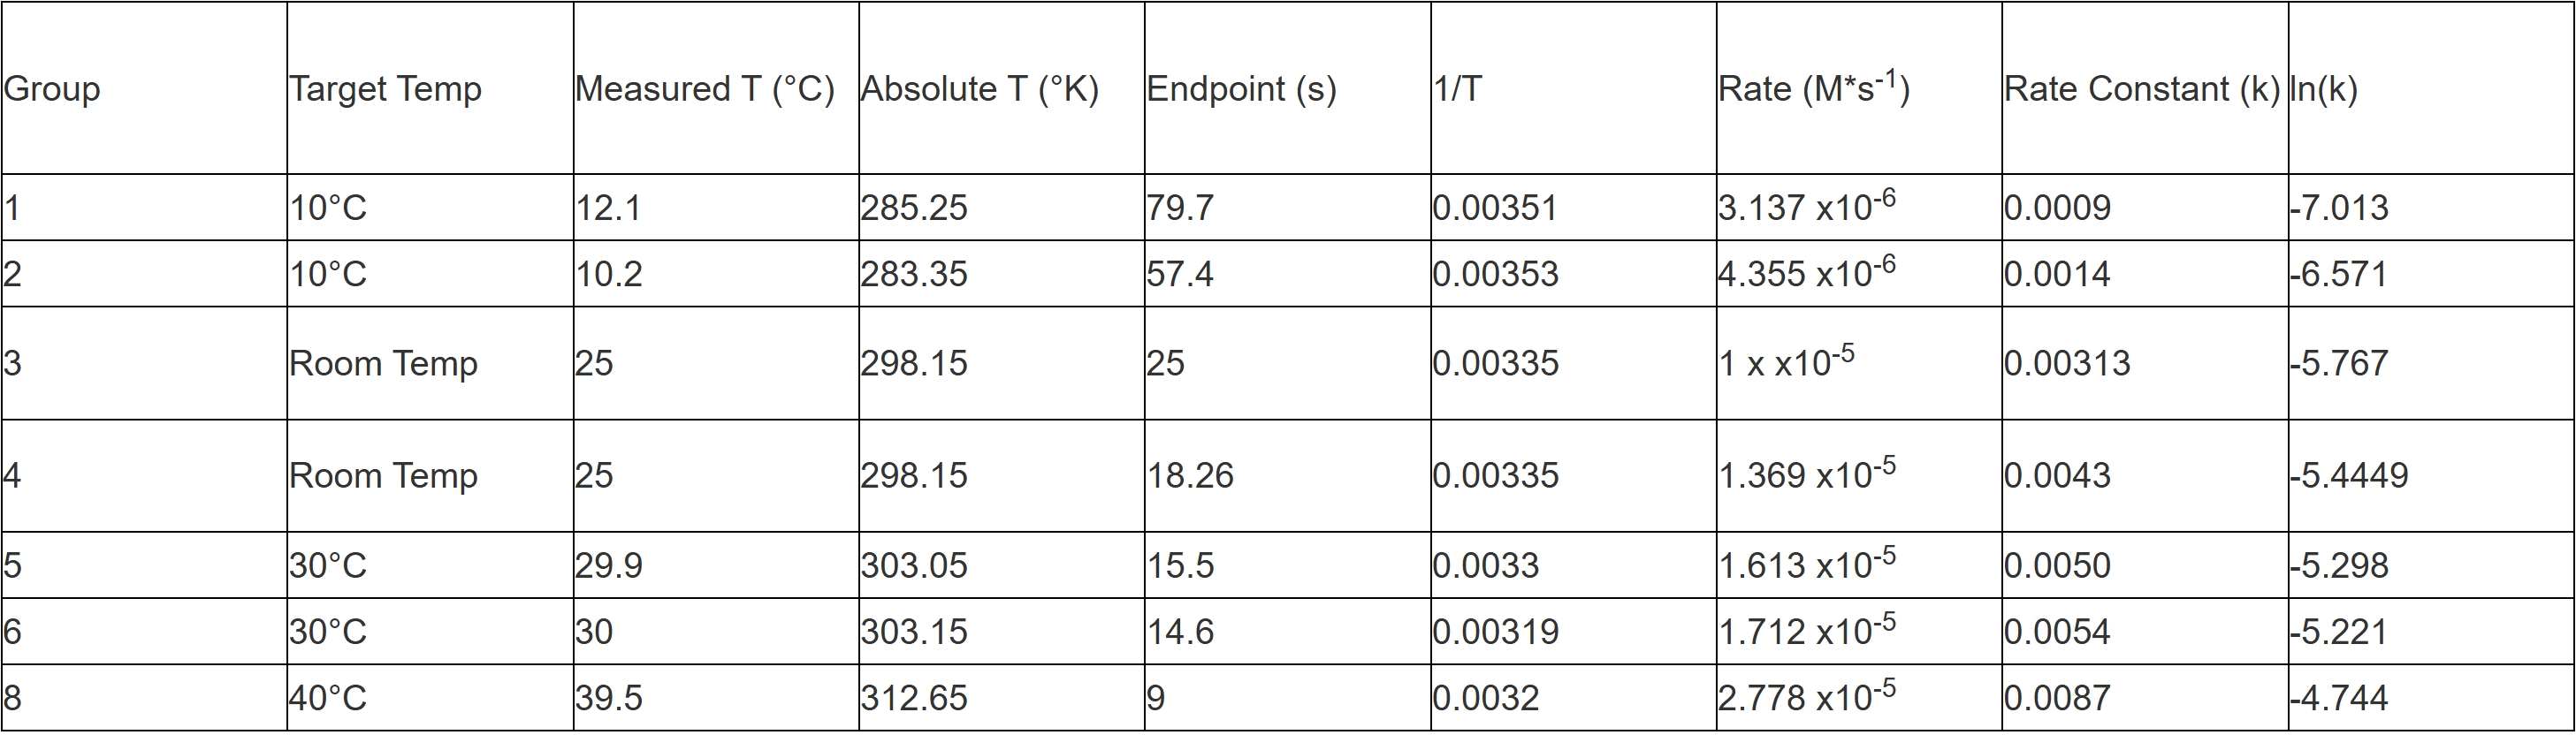 Group Target Temp Measured T (°C) Absolute T (°K) Endpoint (s) 1/T Rate (M*s-1) Rate Constant (k) ln(k)
1 10°C 12.1 285.25 79.7 0.00351 3.137 x10-6 0.0009 -7.013
2 10°C 10.2 283.35 57.4 0.00353 4.355 x10-6 0.0014 -6.571
3 Room Temp 25 298.15 25 0.00335 1 x x10-5 0.00313 -5.767
4 Room Temp 25 298.15 18.26 0.00335 1.369 x10-5 0.0043 -5.4449
5 30°C 29.9 303.05 15.5 0.0033 1.613 x10-5 0.0050 -5.298
6 30°C 30 303.15 14.6 0.00319 1.712 x10-5 0.0054 -5.221
8 40°C 39.5 312.65 9 0.0032 2.778 x10-5 0.0087 -4.744